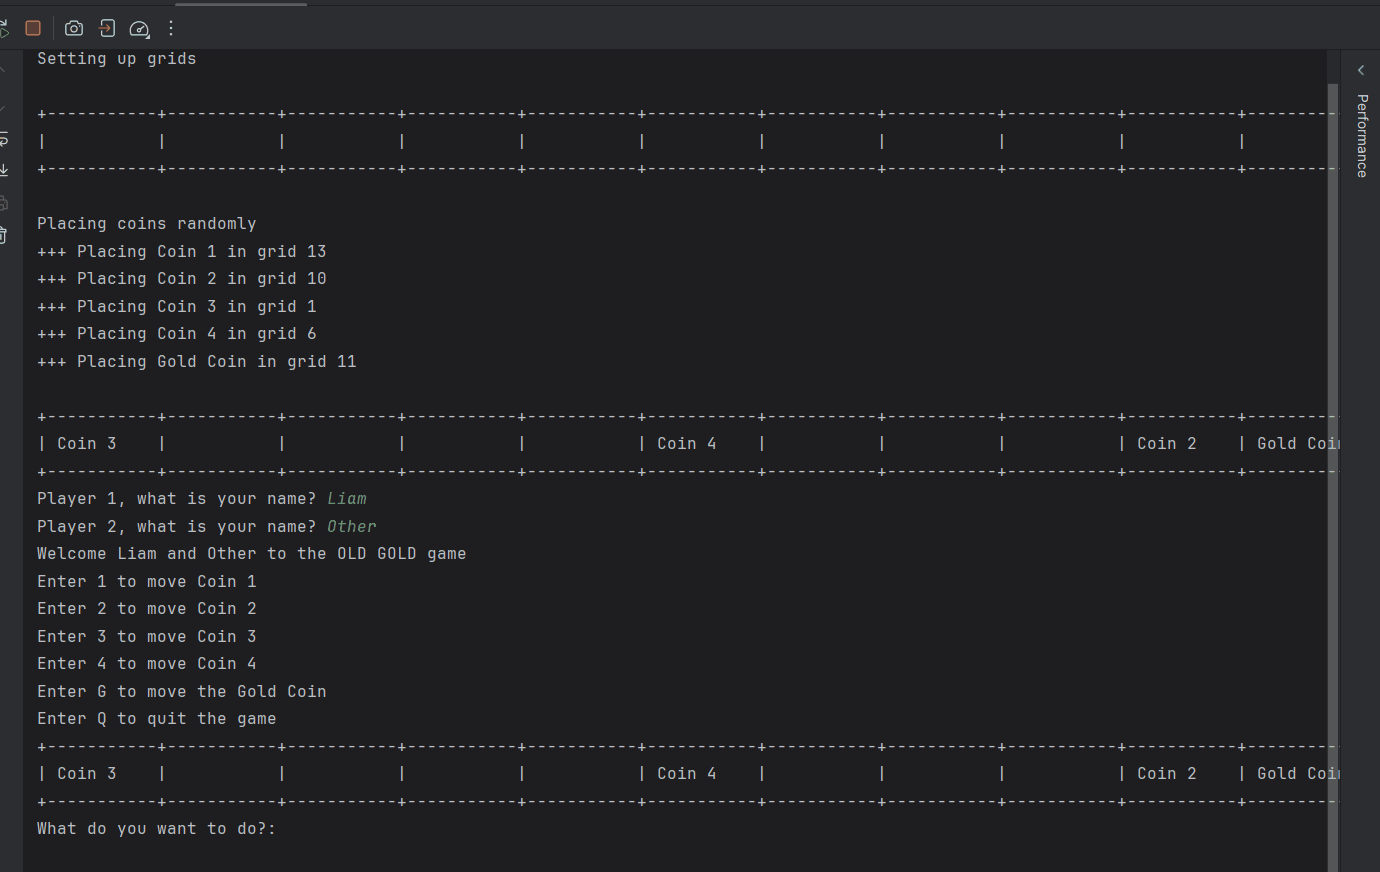 Setting up grids
+-----------+-----------+-----------+-----------+-----------+-----------+-----------+-----------+-----------+-----------+----------
|           |           |           |           |           |           |           |           |           |           |
+-----------+-----------+-----------+-----------+-----------+-----------+-----------+-----------+-----------+-----------+----------
Placing coins randomly
+++ Placing Coin 1 in grid 13
+++ Placing Coin 2 in grid 10
+++ Placing Coin 3 in grid 1
+++ Placing Coin 4 in grid 6
+++ Placing Gold Coin in grid 11
+-----------+-----------+-----------+-----------+-----------+-----------+-----------+-----------+-----------+-----------+----------
| Coin 3    |           |           |           |           | Coin 4    |           |           |           | Coin 2    | Gold Coin
+-----------+-----------+-----------+-----------+-----------+-----------+-----------+-----------+-----------+-----------+----------
Player 1, what is your name? Liam
Player 2, what is your name? Other
Welcome Liam and Other to the OLD GOLD game
Enter 1 to move Coin 1
Enter 2 to move Coin 2
Enter 3 to move Coin 3
Enter 4 to move Coin 4
Enter G to move the Gold Coin
Enter Q to quit the game
+-----------+-----------+-----------+-----------+-----------+-----------+-----------+-----------+-----------+-----------+----------
| Coin 3    |           |           |           |           | Coin 4    |           |           |           | Coin 2    | Gold Coin
+-----------+-----------+-----------+-----------+-----------+-----------+-----------+-----------+-----------+-----------+----------
What do you want to do?:
Performance